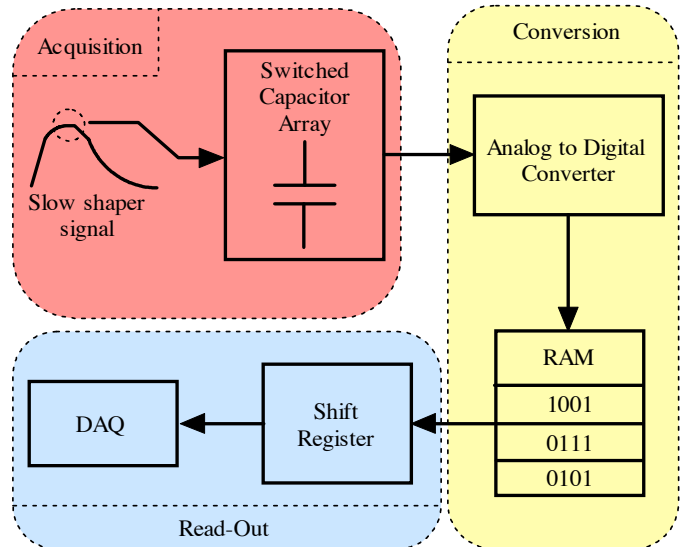 Acquisition
Switched
Capacitor
Array
Slow shaper
signal
Conversion
Analog to Digital
Converter
RAM
1001
0111
0101
Shift
Register
DAQ
Read-Out